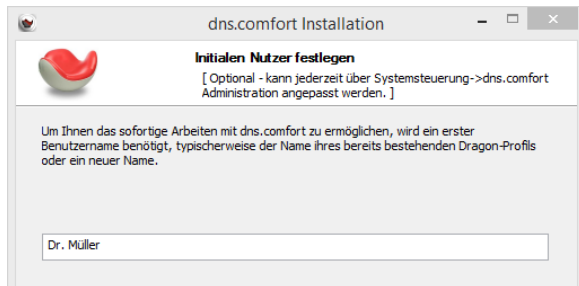 dns.comfort Installation
Initialen Nutzer festlegen
[ Optional - kann jederzeit über Systemsteuerung->dns.comfort
Administration angepasst werden. ]
Um Ihnen das sofortige Arbeiten mit dns.comfort zu ermöglichen, wird ein erster
Benutzername benötigt, typischerweise der Name ihres bereits bestehenden Dragon-Profils
oder ein neuer Name.
Dr. Müller